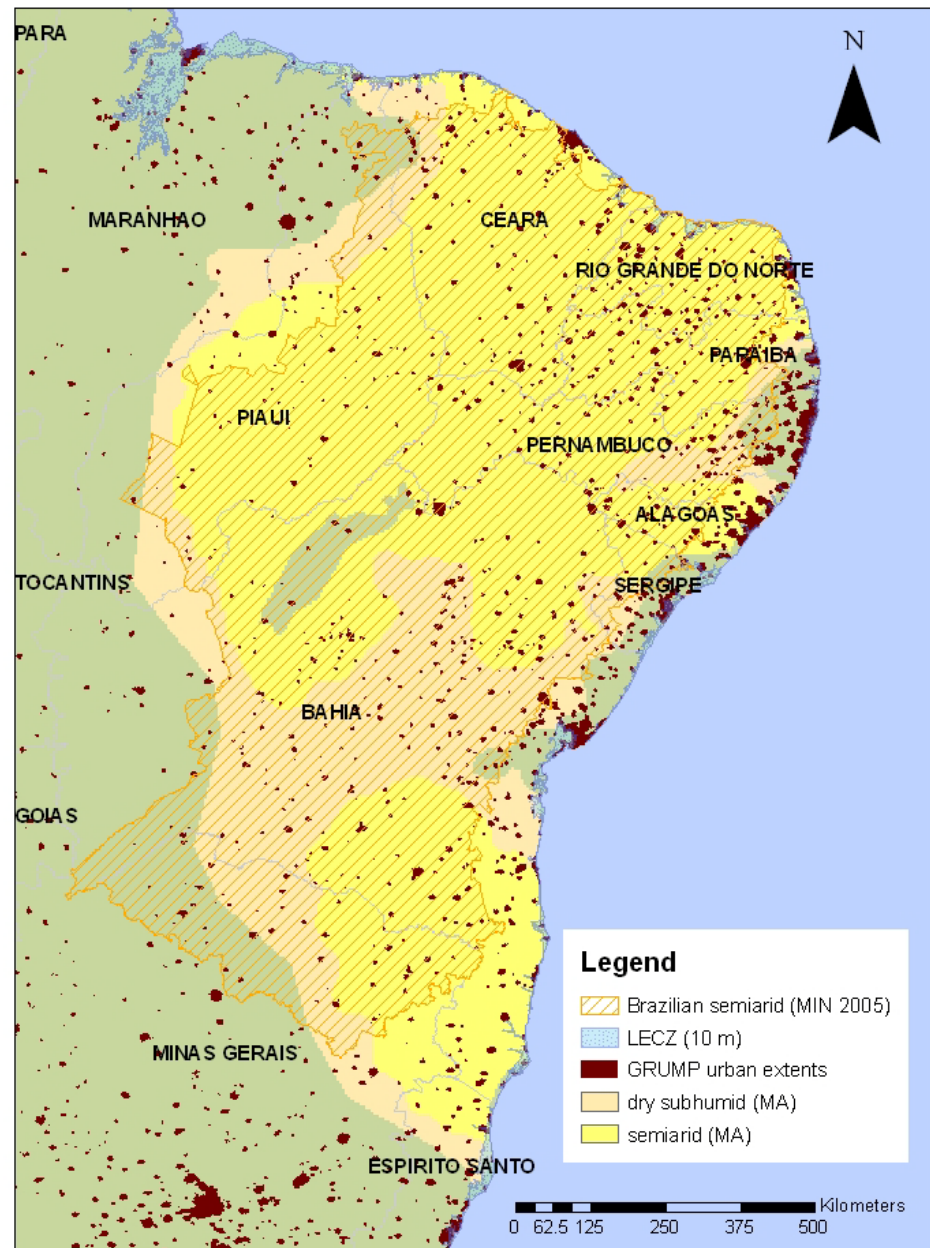 PARA
N
MARANHAO
CEARA
RIO GRANDE DO NORTE
PARAIBA
PIAUI
PERNAMBUCO
ALAGOAS
TOCANTINS
SERGIPE
BAHIA
GOIAS
MINAS GERAIS
ESPIRITO SANTO
Legend
Brazilian semiarid (MIN 2005)
LECZ (10 m)
GRUMP urban extents
dry subhumid (MA)
semiarid (MA)
Kilometers
0 62.5 125 250 375 500